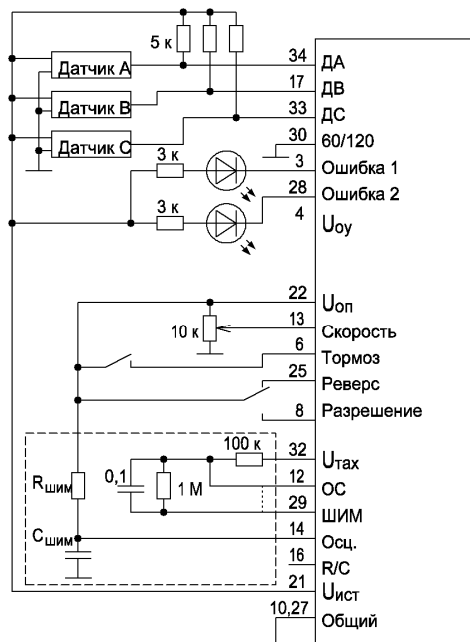 5 к
34
ДА
Датчик A
17
ДВ
Датчик B
33
ДС
Датчик C
30
60/120
3 к
3
Ошибка 1
28
Ошибка 2
3 к
4
Uоу
22
Uоп
10 к
13
Скорость
6
Тормоз
25
Реверс
8
Разрешение
100 к
32
Uтах
Rшим
0,1
1 М
12
ОС
29
ШИМ
Cшим
14
Осц.
16
R/C
21
Uист
10,27
Общий